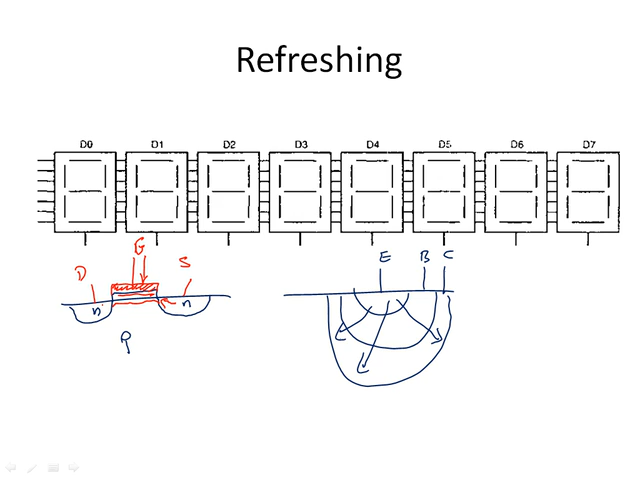 Refreshing
D0 D1 D2 D3 D4 D5 D6 D7
D G S E B C
n n
P